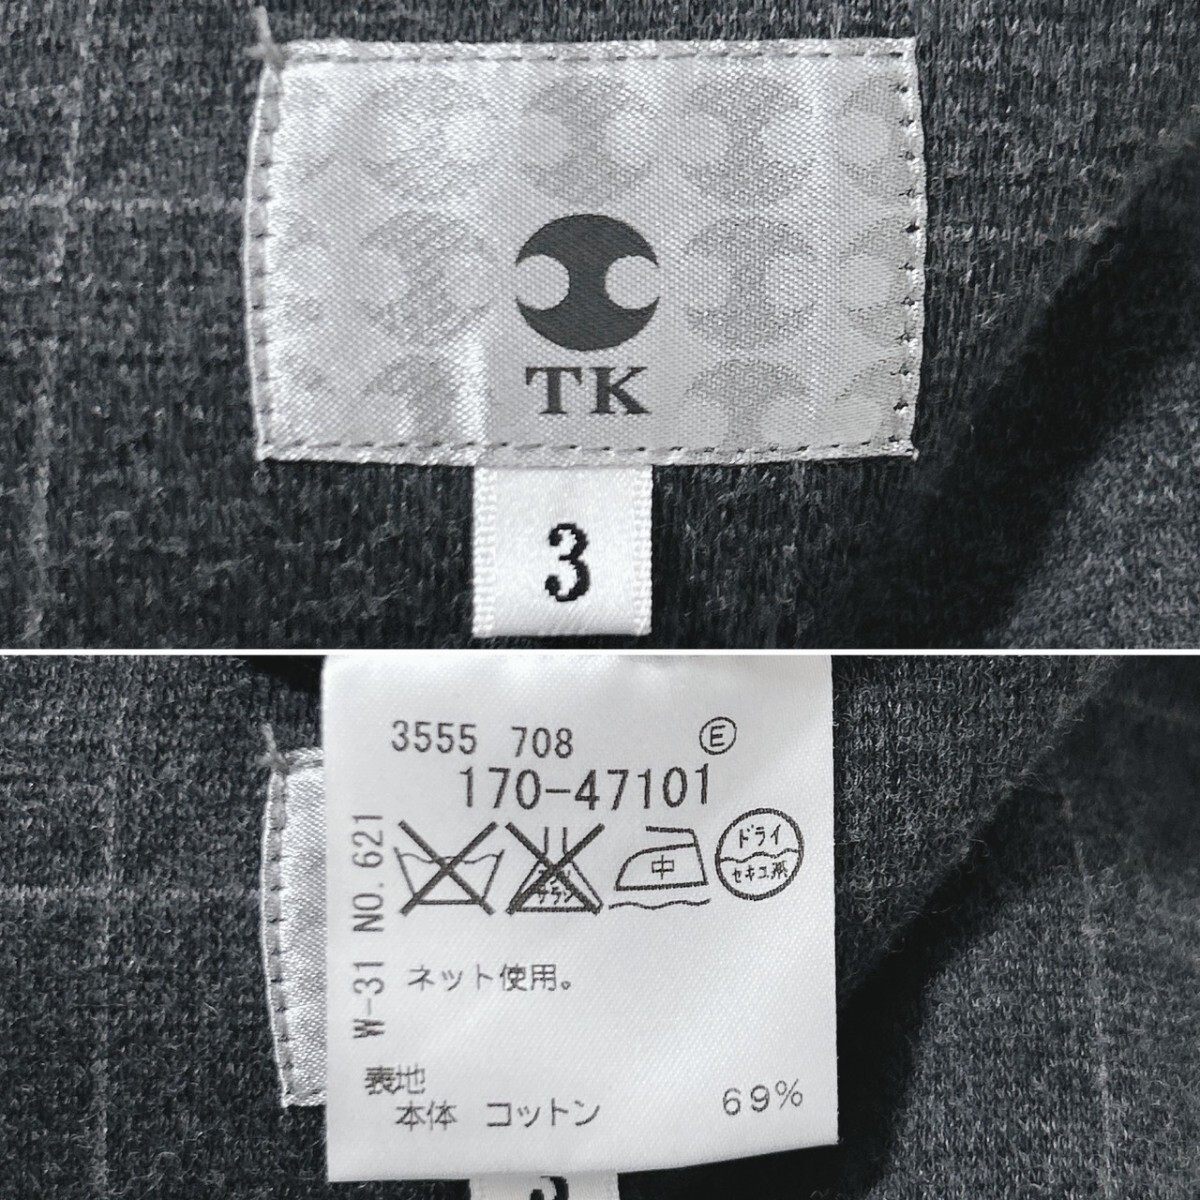 TK
3
3555 708 Ⓔ
170-47101
中
ドライ
セキユ系
W-31 NO.621
ネット使用。
表地
本体 コットン 69%